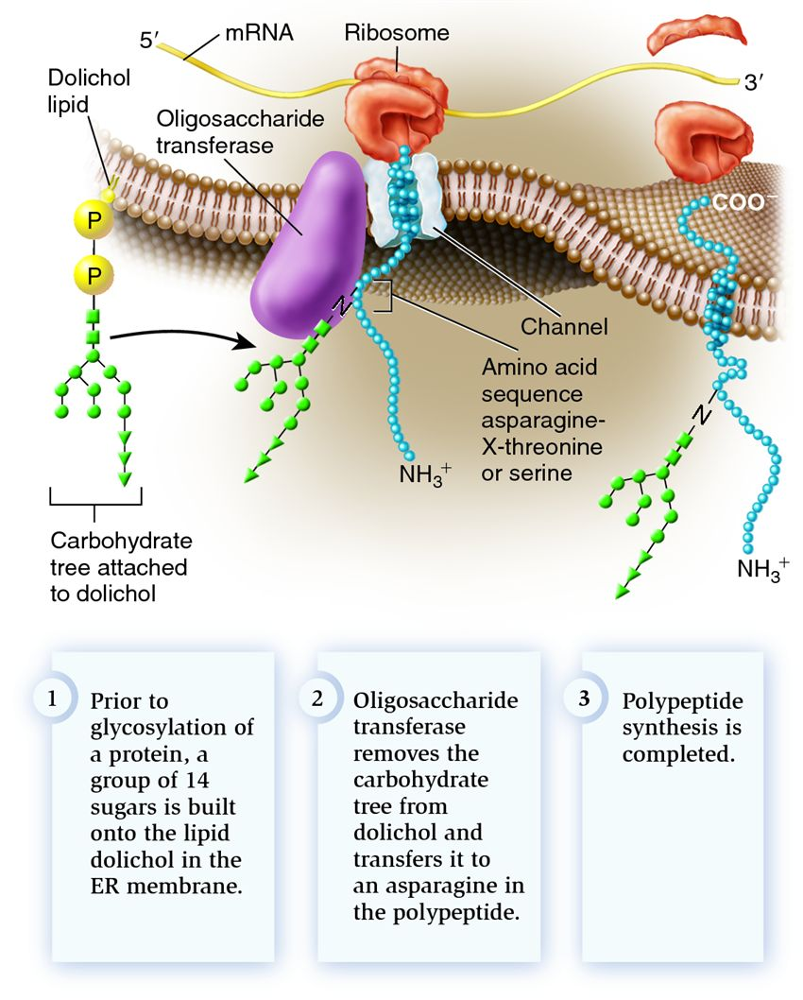 5′
mRNA
Ribosome
3′
Dolichol
lipid
Oligosaccharide
transferase
P
P
COO⁻
N
Channel
Amino acid
sequence
asparagine-
X-threonine
or serine
N
NH₃⁺
NH₃⁺
Carbohydrate
tree attached
to dolichol
1
Prior to
glycosylation of
a protein, a
group of 14
sugars is built
onto the lipid
dolichol in the
ER membrane.
2
Oligosaccharide
transferase
removes the
carbohydrate
tree from
dolichol and
transfers it to
an asparagine in
the polypeptide.
3
Polypeptide
synthesis is
completed.